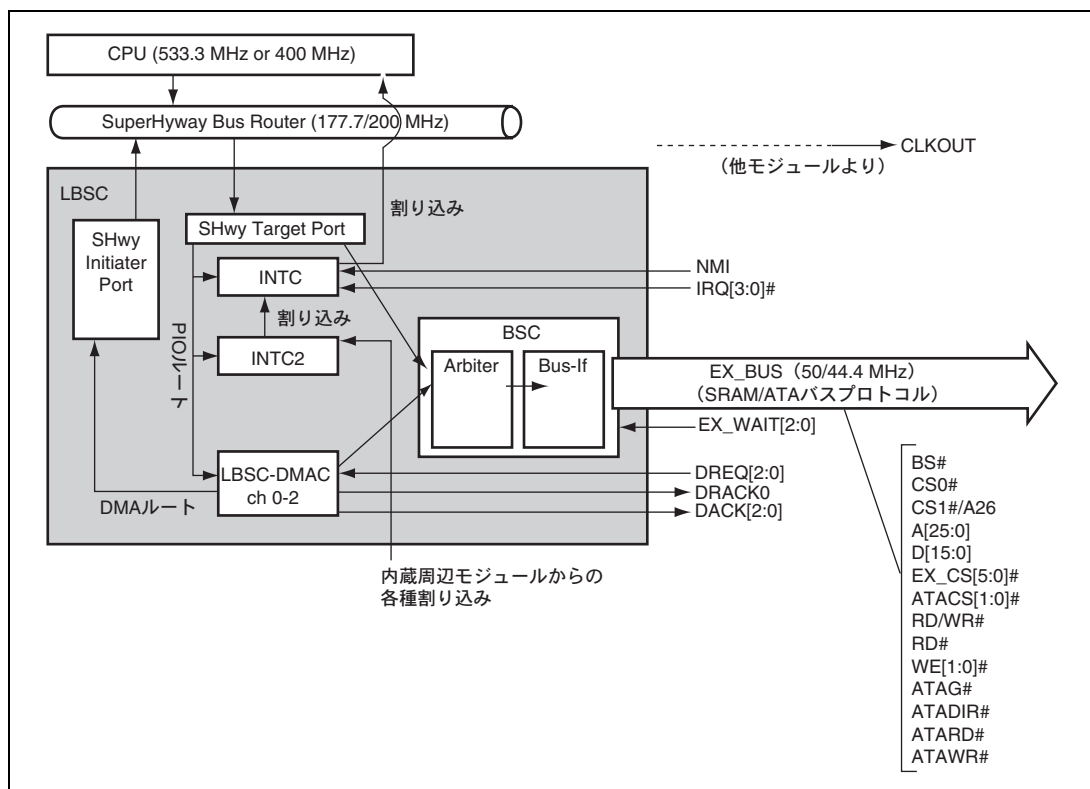 CPU (533.3 MHz or 400 MHz)
SuperHyway Bus Router (177.7/200 MHz)
CLKOUT
（他モジュールより）
LBSC
割り込み
SHwy Target Port
SHwy
Initiater
Port
INTC
NMI
IRQ[3:0]#
割り込み
PIOルート
INTC2
BSC
Arbiter
Bus-If
EX_BUS（50/44.4 MHz）
（SRAM/ATAバスプロトコル）
EX_WAIT[2:0]
LBSC-DMAC
ch 0-2
DREQ[2:0]
DRACK0
DACK[2:0]
DMAルート
内蔵周辺モジュールからの
各種割り込み
BS#
CS0#
CS1#/A26
A[25:0]
D[15:0]
EX_CS[5:0]#
ATACS[1:0]#
RD/WR#
RD#
WE[1:0]#
ATAG#
ATADIR#
ATARD#
ATAWR#